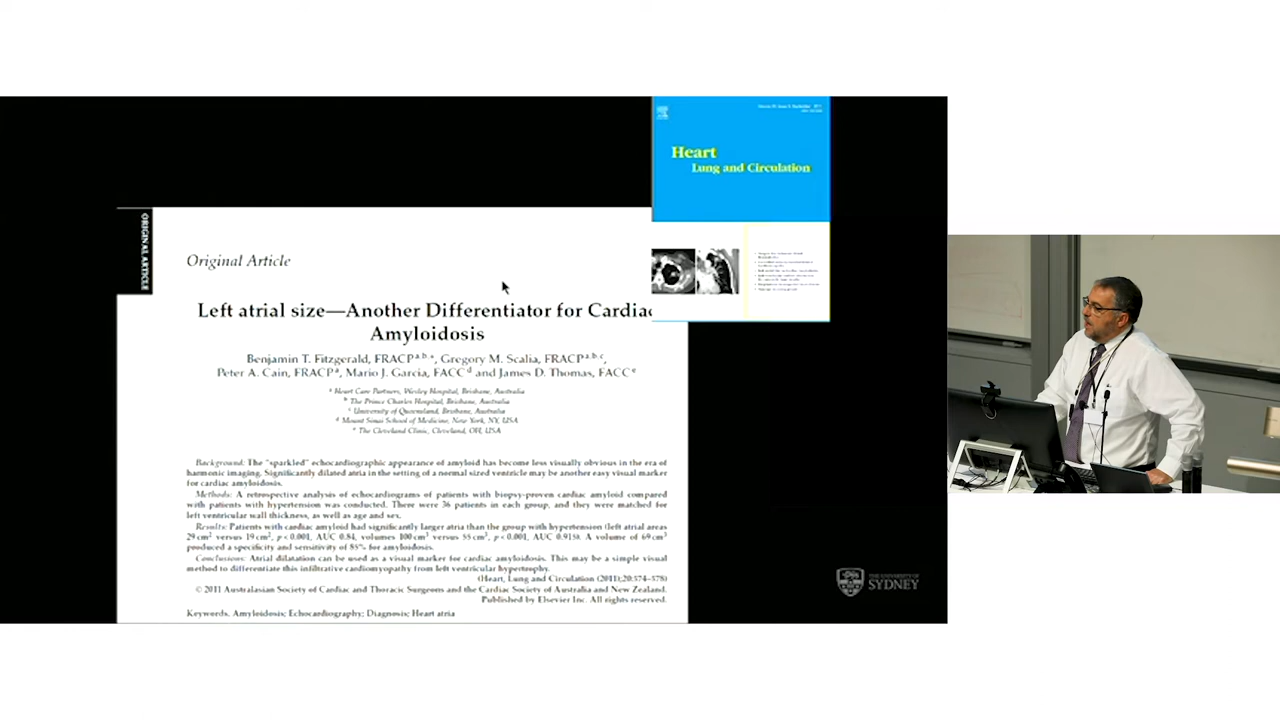 Heart
Lung and Circulation
ORIGINAL ARTICLE
Original Article
Left atrial size—Another Differentiator for Cardiac
Amyloidosis
Benjamin T. Fitzgerald, FRACP a,b,*, Gregory M. Scalia, FRACP a,b,c,
Peter A. Cain, FRACP a, Mario J. Garcia, FACC d and James D. Thomas, FACC e
a Heart Care Partners, Wesley Hospital, Brisbane, Australia
b The Prince Charles Hospital, Brisbane, Australia
c University of Queensland, Brisbane, Australia
d Mount Sinai School of Medicine, New York, NY, USA
e The Cleveland Clinic, Cleveland, OH, USA
Background: The "sparkled" echocardiographic appearance of amyloid has become less visually obvious in the era of
harmonic imaging. Significantly dilated atria in the setting of a normal sized ventricle may be another easy visual marker
for cardiac amyloidosis.
Methods: A retrospective analysis of echocardiograms of patients with biopsy-proven cardiac amyloid compared
with patients with hypertension was conducted. There were 36 patients in each group, and they were matched for
left ventricular wall thickness, as well as age and sex.
Results: Patients with cardiac amyloid had significantly larger atria than the group with hypertension (left atrial areas
29 cm² versus 19 cm², p < 0.001, AUC 0.84, volumes 100 cm³ versus 55 cm³, p < 0.001, AUC 0.915). A volume of 69 cm³
produced a specificity and sensitivity of 85% for amyloidosis.
Conclusions: Atrial dilatation can be used as a visual marker for cardiac amyloidosis. This may be a simple visual
method to differentiate this infiltrative cardiomyopathy from left ventricular hypertrophy.
(Heart, Lung and Circulation 2011;20:574–578)
© 2011 Australasian Society of Cardiac and Thoracic Surgeons and the Cardiac Society of Australia and New Zealand.
Published by Elsevier Inc. All rights reserved.
Keywords. Amyloidosis; Echocardiography; Diagnosis; Heart atria
THE UNIVERSITY OF
SYDNEY